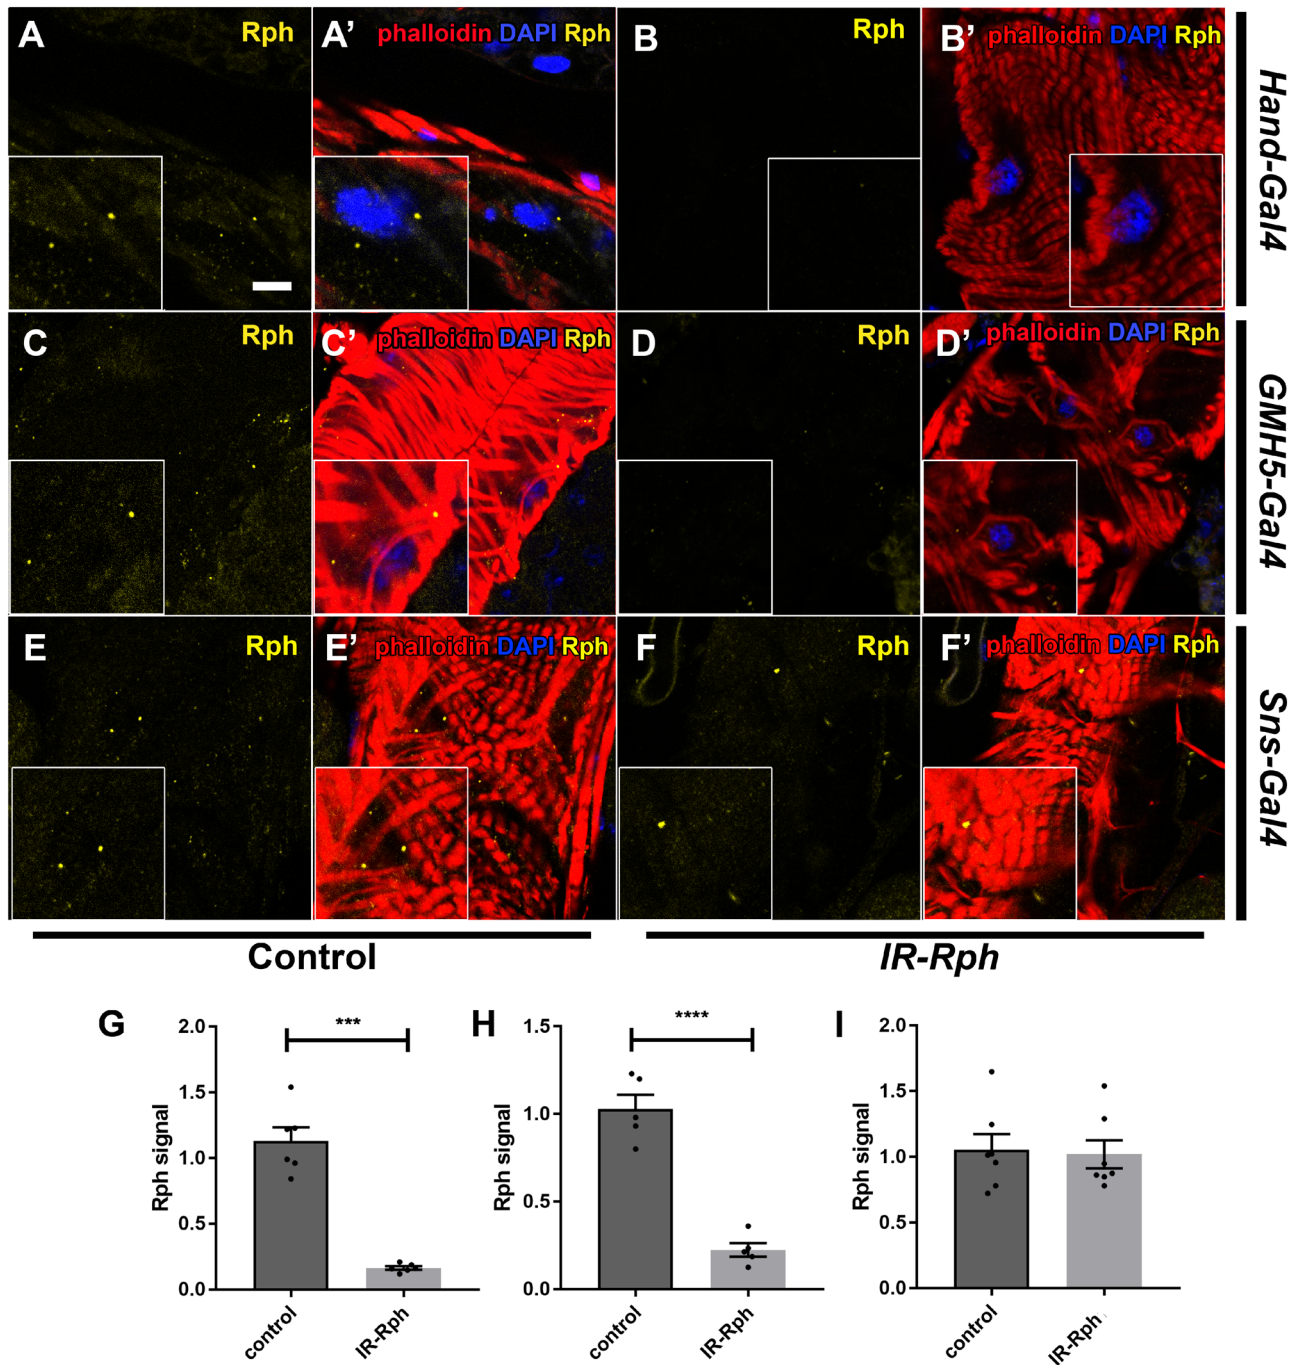 A Rph
A’ phalloidin DAPI Rph
B Rph
B’ phalloidin DAPI Rph
Hand-Gal4
C Rph
C’ phalloidin DAPI Rph
D Rph
D’ phalloidin DAPI Rph
GMH5-Gal4
E Rph
E’ phalloidin DAPI Rph
F Rph
F’ phalloidin DAPI Rph
Sns-Gal4
Control
IR-Rph
G
***
Rph signal
2.0
1.5
1.0
0.5
0.0
control
IR-Rph
H
****
Rph signal
1.5
1.0
0.5
0.0
control
IR-Rph
I
Rph signal
2.0
1.5
1.0
0.5
0.0
control
IR-Rph